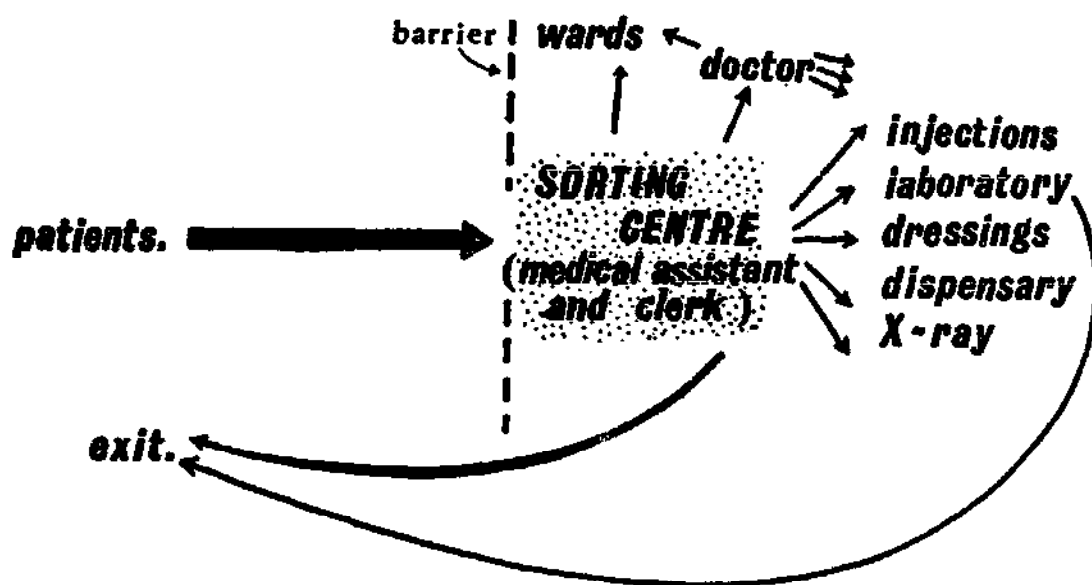 barrier
wards
doctor
injections
SORTING
laboratory
patients.
CENTRE
dressings
(medical assistant
dispensary
and clerk)
X-ray
exit.